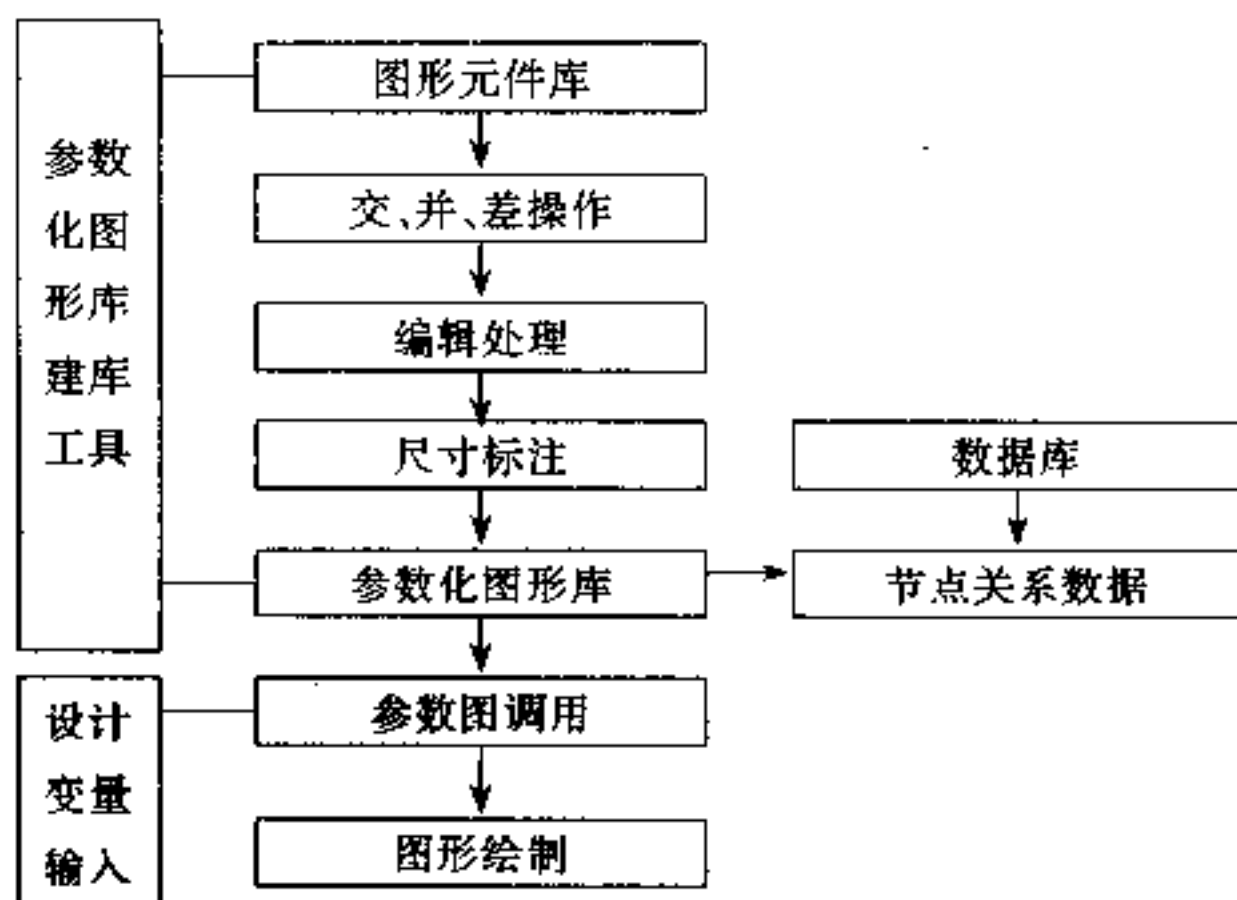 参数
化图
形库
建库
工具
图形元件库
交、并、差操作
编辑处理
尺寸标注
数据库
参数化图形库
节点关系数据
设计
变量
输入
参数图调用
图形绘制